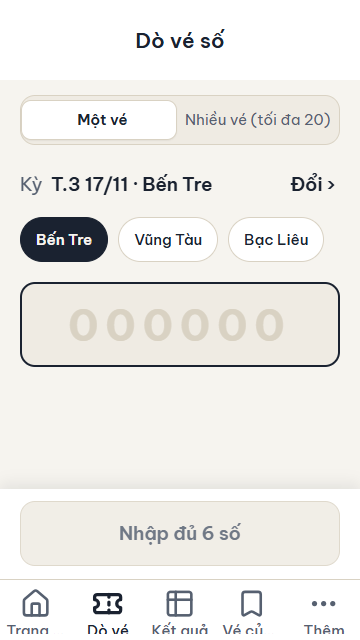 Dò vé số
Một vé
Nhiều vé (tối đa 20)
Kỳ T.3 17/11 · Bến Tre
Đổi ›
Bến Tre
Vũng Tàu
Bạc Liêu
000000
Nhập đủ 6 số
Trang
Dò vé
Kết quả
Vé củ
Thêm